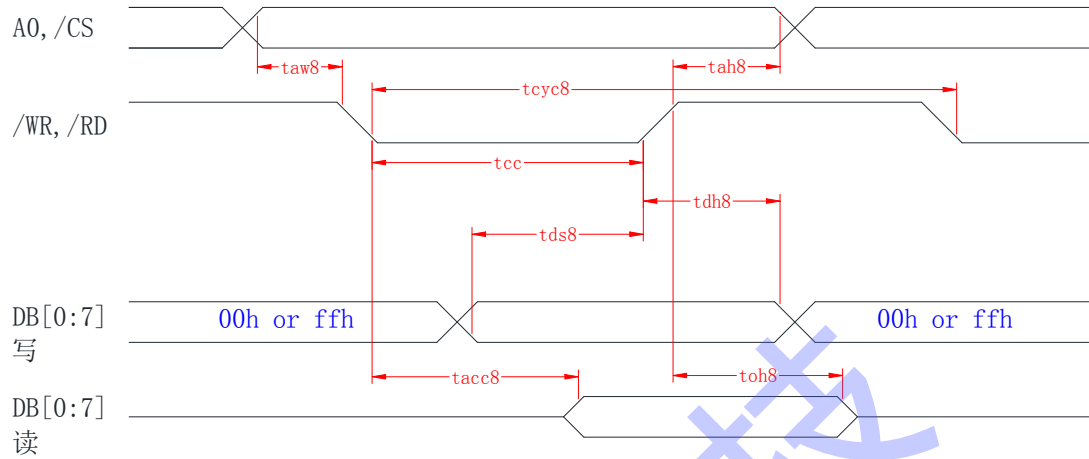 A0, /CS
taw8
tah8
tcyc8
/WR, /RD
tcc
tdh8
tds8
DB[0:7]
写
00h or ffh
00h or ffh
tacc8
toh8
DB[0:7]
读
技